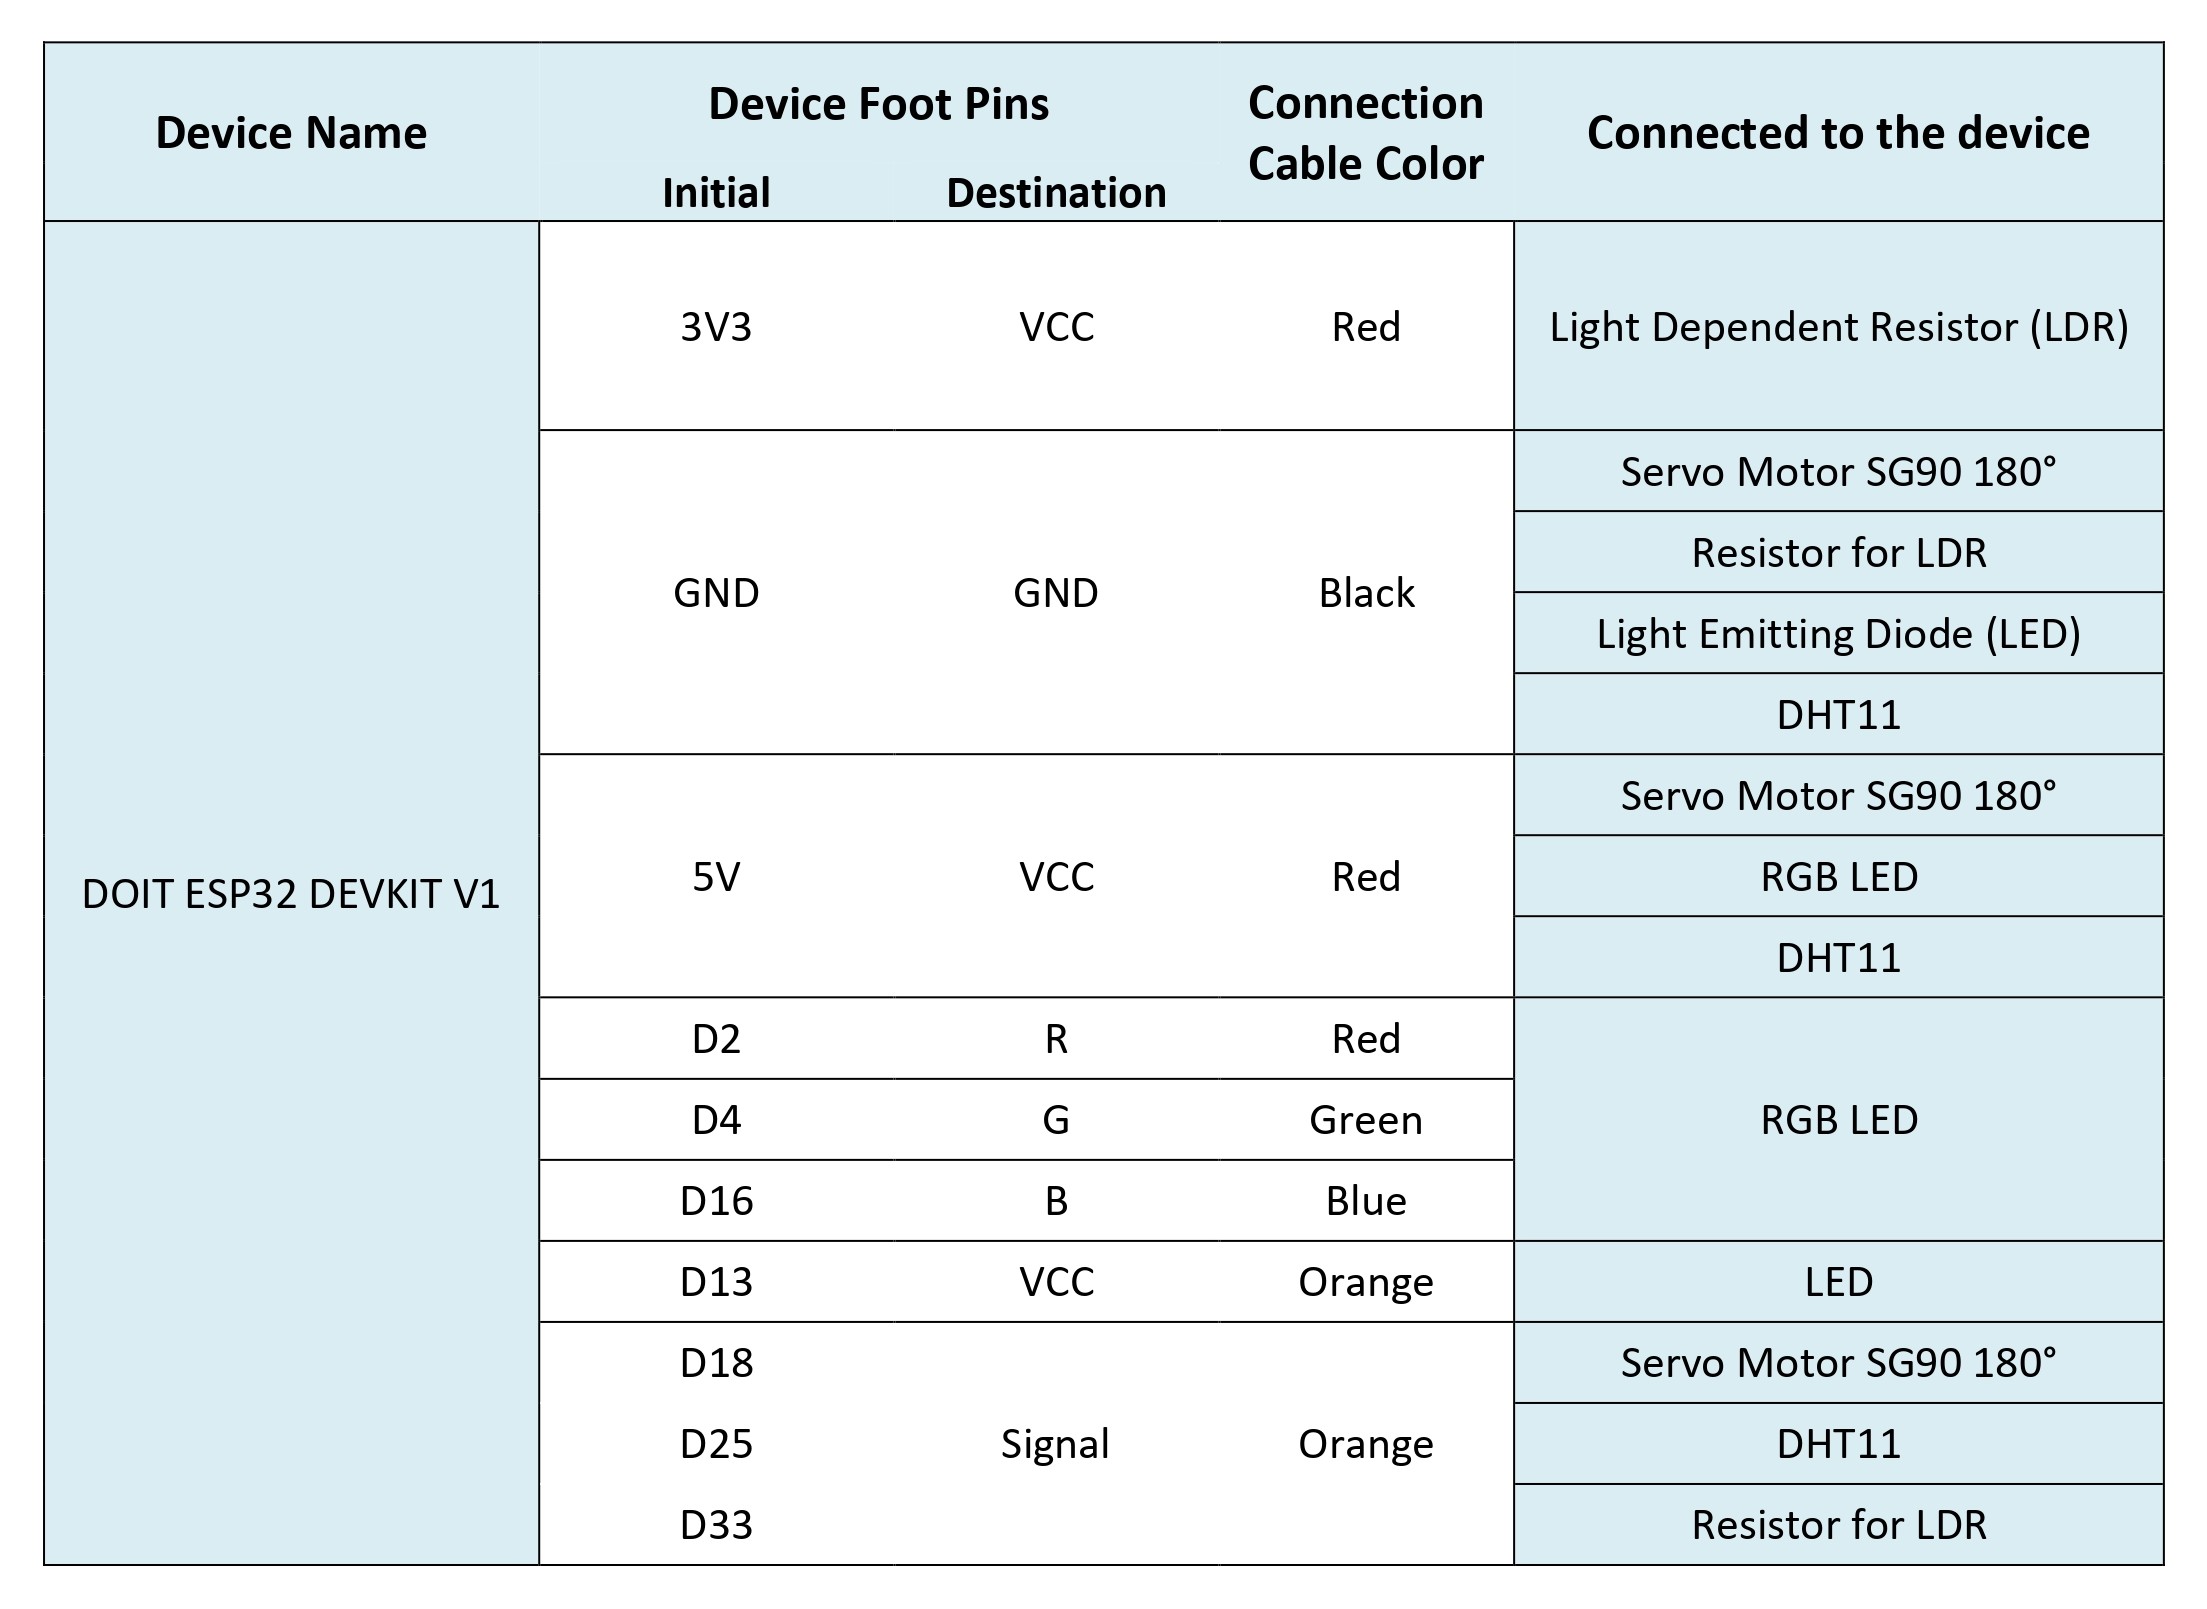 Device Name
Device Foot Pins
Connection
Cable Color
Connected to the device
Initial
Destination
DOIT ESP32 DEVKIT V1
3V3
VCC
Red
Light Dependent Resistor (LDR)
GND
GND
Black
Servo Motor SG90 180°
Resistor for LDR
Light Emitting Diode (LED)
DHT11
5V
VCC
Red
Servo Motor SG90 180°
RGB LED
DHT11
D2
R
Red
RGB LED
D4
G
Green
D16
B
Blue
D13
VCC
Orange
LED
D18
Signal
Orange
Servo Motor SG90 180°
D25
DHT11
D33
Resistor for LDR